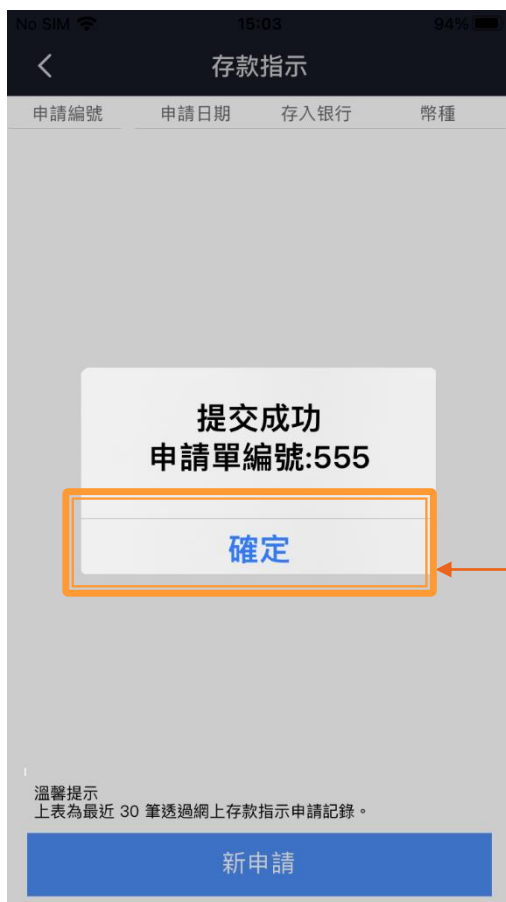 No SIM 15:03 94%
存款指示
申請編號 申請日期 存入银行 幣種
提交成功
申請單編號:555
確定
溫馨提示
上表為最近 30 筆透過網上存款指示申請記錄。
新申請